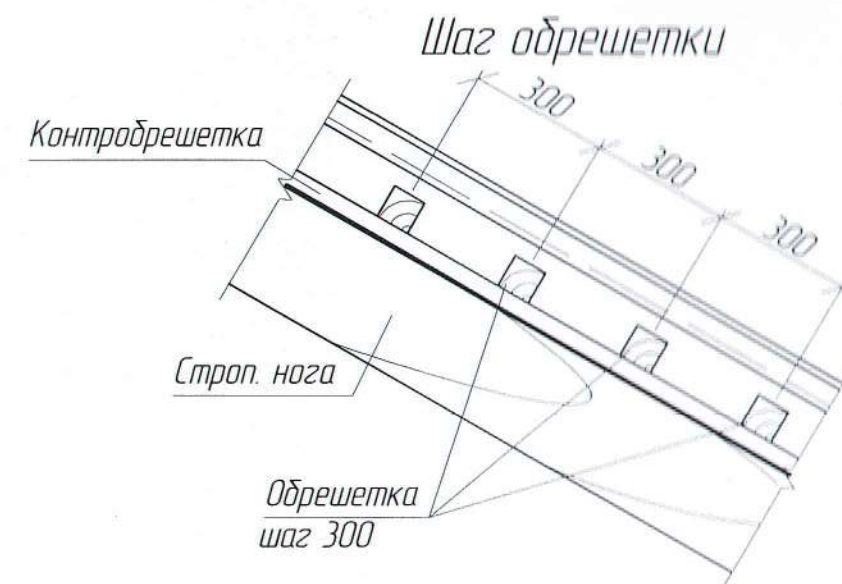 Шаг обрешетки
300
300
300
Контробрешетка
Строп. нога
Обрешетка
шаг 300